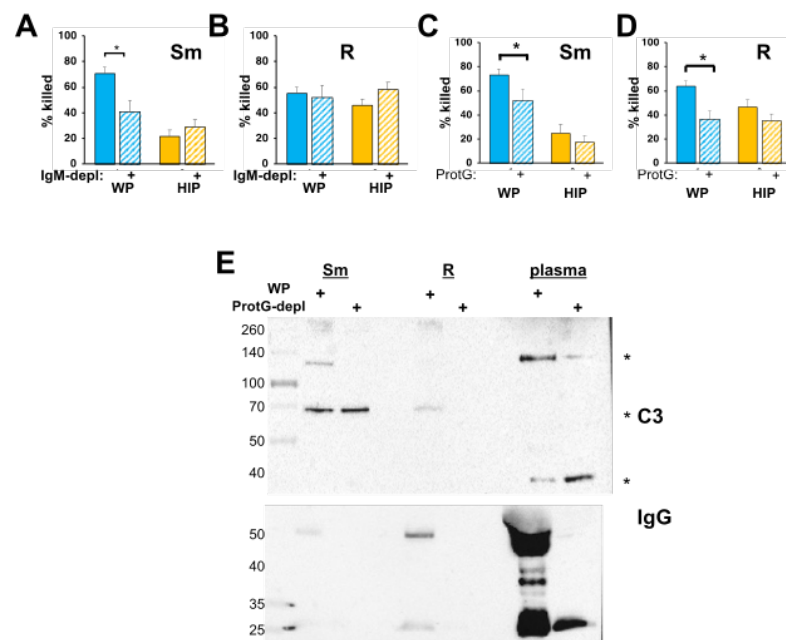 A
B
C
D
Sm
R
Sm
R
% killed
100
80
60
40
20
0
*
IgM-depl: - +
WP HIP
% killed
100
80
60
40
20
0
IgM-depl: - +
WP HIP
% killed
100
80
60
40
20
0
*
ProtG: - +
WP HIP
% killed
100
80
60
40
20
0
*
ProtG: - +
WP HIP
E
Sm R plasma
WP + + +
ProtG-depl + + +
260
140 *
100
70 * C3
50
40 *
IgG
50
40
35
25